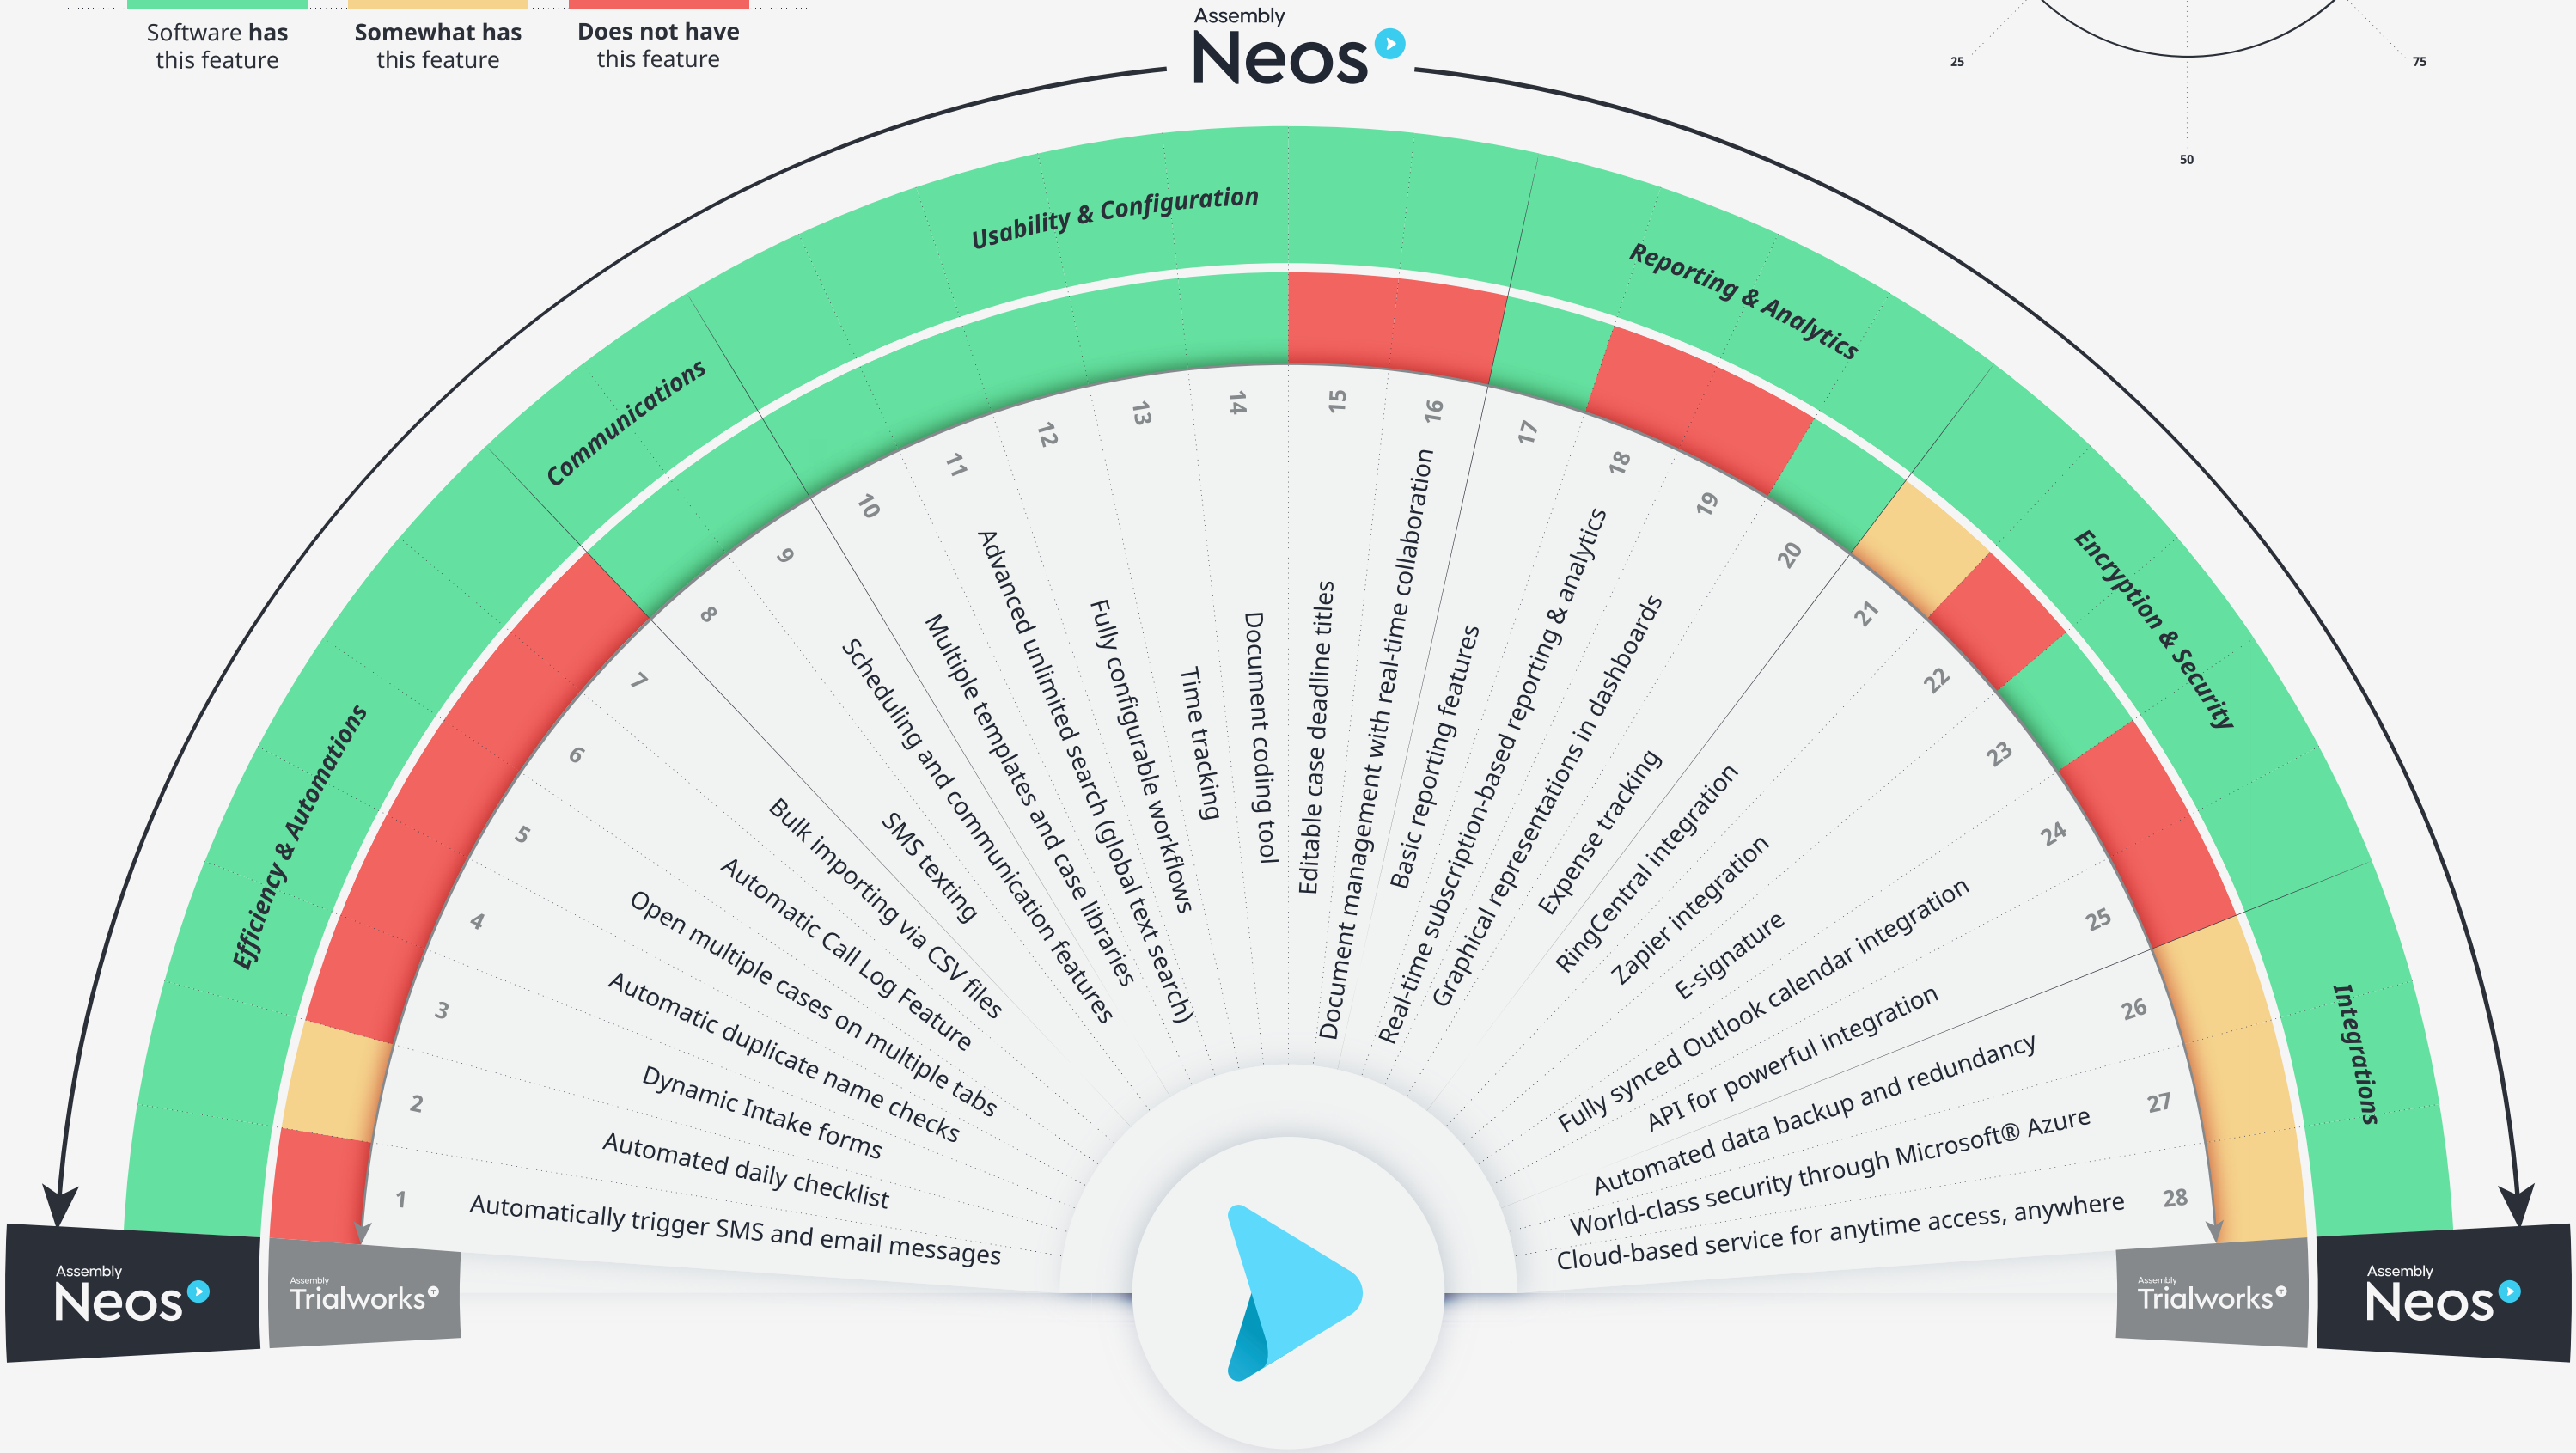 Software has
this feature
Somewhat has
this feature
Does not have
this feature
Assembly
Neos
25
75
50
Efficiency & Automations
Communications
Usability & Configuration
Reporting & Analytics
Encryption & Security
Integrations
1
Automatically trigger SMS and email messages
2
Automated daily checklist
3
Dynamic Intake forms
4
Automatic duplicate name checks
5
Open multiple cases on multiple tabs
6
Automatic Call Log Feature
7
Bulk importing via CSV files
8
SMS texting
9
Scheduling and communication features
10
Multiple templates and case libraries
11
Advanced unlimited search (global text search)
12
Fully configurable workflows
13
Time tracking
14
Document coding tool
15
Editable case deadline titles
16
Document management with real-time collaboration
17
Basic reporting features
18
Real-time subscription-based reporting & analytics
19
Graphical representations in dashboards
20
Expense tracking
21
RingCentral integration
22
Zapier integration
23
E-signature
24
Fully synced Outlook calendar integration
25
API for powerful integration
26
Automated data backup and redundancy
27
World-class security through Microsoft® Azure
28
Cloud-based service for anytime access, anywhere
Assembly
Neos
Assembly
Trialworks
Assembly
Trialworks
Assembly
Neos